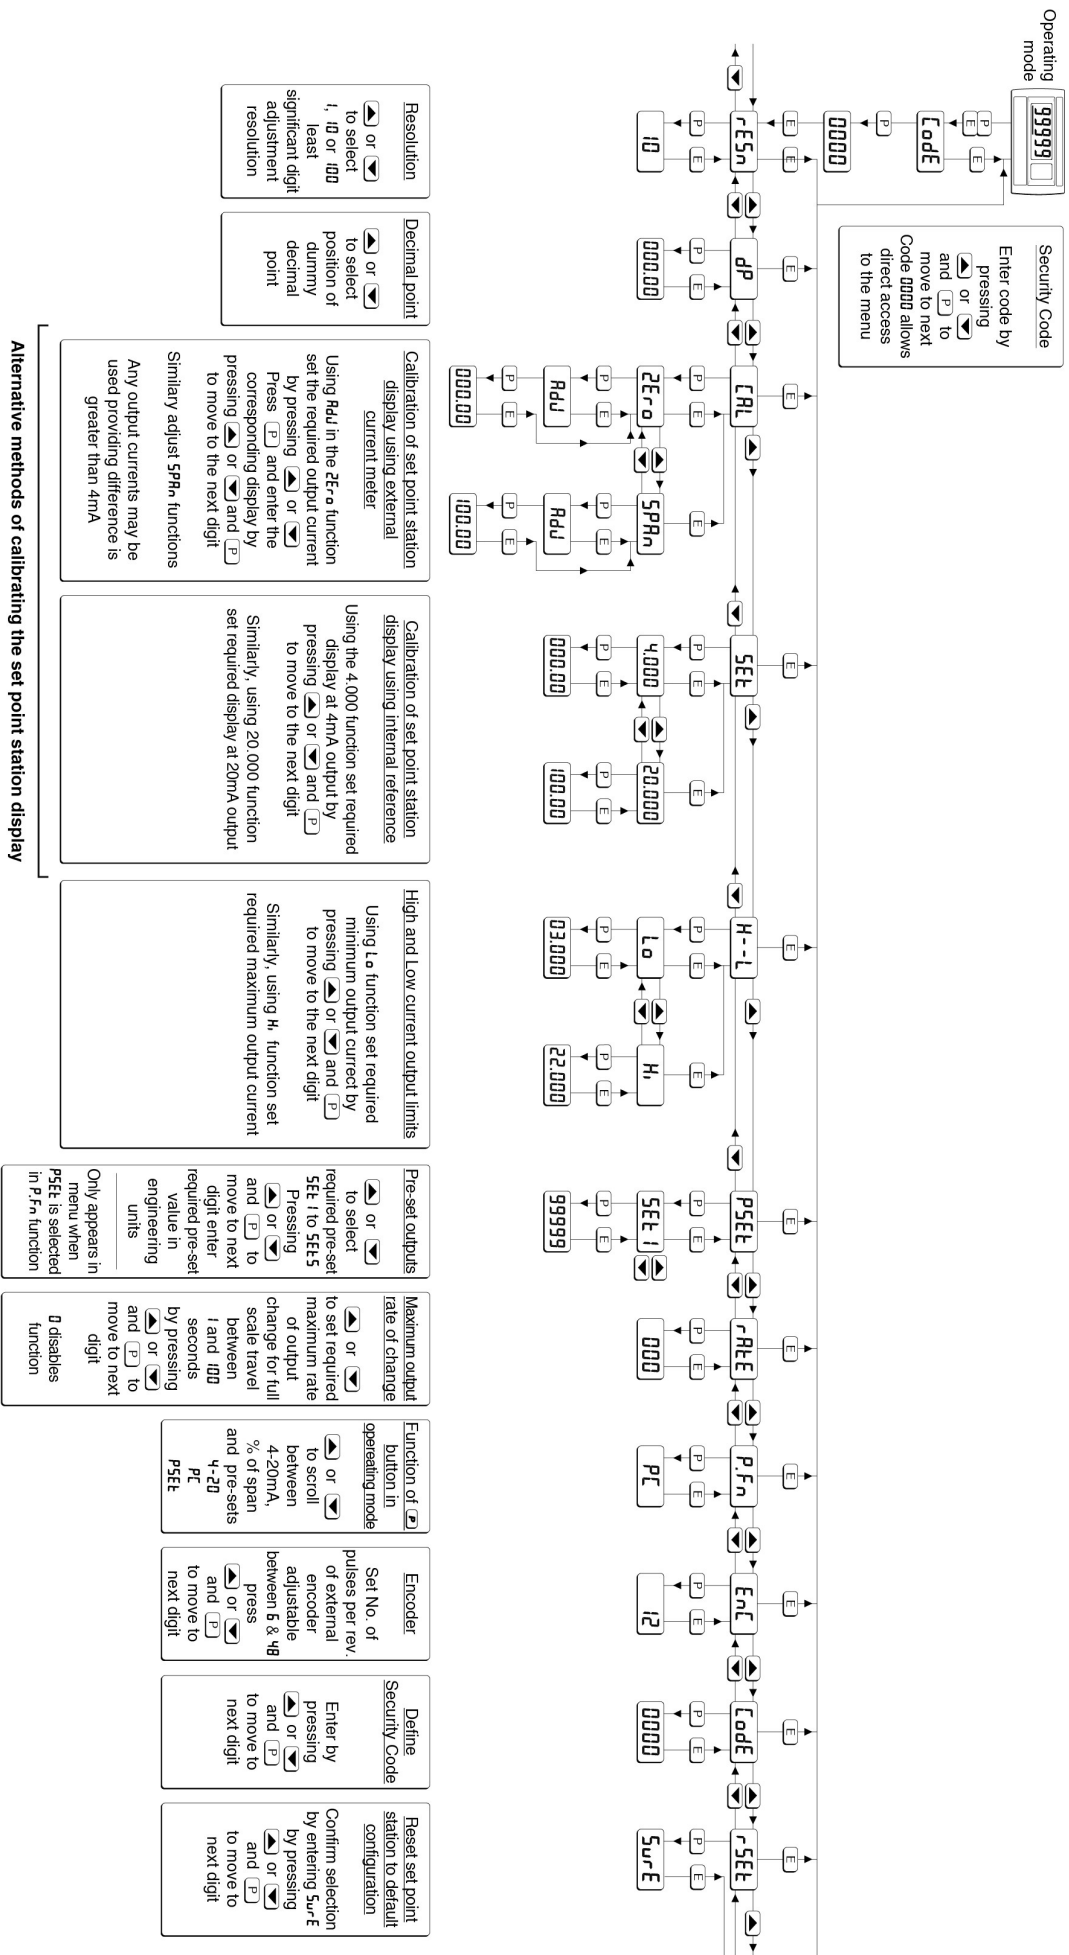 Operating
mode
99999
P
E
E
CodE
P
E
0000
E
E
E
E
E
E
E
E
E
E
E
E
rESn
dP
CAL
SEt
H--L
PSEt
rAtE
P.Fn
EnC
CodE
rSEt
P E
P E
P
E
P E
P
P E
P E
P E
P E
P E
P E
10
000.00
2Ero
SPAn
4.000
20.000
Lo
Hi
SEt 1
000
PC
12
0000
SurE
P E
P E
P E
P E
P E
P E
P E
AdJ
AdJ
000.00
100.00
03.000
22.000
99999
P E
P E
000.00
100.00
Security Code
Enter code by
pressing
or
and P to
move to next
Code 0000 allows
direct access
to the menu
Resolution
or
to select
1, 10 or 100
least
significant digit
adjustment
resolution
Decimal point
or
to select
position of
dummy
decimal
point
Calibration of set point station
display using external
current meter
Using AdJ in the 2Ero function
set the required output current
by pressing or
Press P and enter the
corresponding display by
pressing or and P
to move to the next digit
Similary adjust SPAn functions
Any output currents may be
used providing difference is
greater than 4mA
Calibration of set point station
display using internal reference
Using the 4.000 function set required
display at 4mA output by
pressing or and P
to move to the next digit
Similarly, using 20.000 function
set required display at 20mA output
Alternative methods of calibrating the set point station display
High and Low current output limits
Using Lo function set required
minimum output currect by
pressing or and P
to move to the next digit
Similarly, using Hi function set
required maximum output current
Pre-set outputs
or
to select
required pre-set
SEt 1 to SEt5
Pressing
or
and P to
move to next
digit enter
required pre-set
value in
engineering
units
Only appears in
menu when
PSEt is selected
in P.Fn function
Maximum output
rate of change
or
to set required
maximum rate
of output
change for full
scale travel
between
1 and 100
seconds
by pressing
or
and P to
move to next
digit
0 disables
function
Function of P
button in
opereating mode
or
to scroll
between
4-20mA,
% of span
and pre-sets
4-20
PC
PSEt
Encoder
Set No. of
pulses per rev.
of external
encoder
adjustable
between 6 & 48
press
or
and P
to move to
next digit
Define
Security Code
Enter by
pressing
or
and P
to move to
next digit
Reset set point
station to default
configuration
Confirm selection
by entering SurE
by pressing
or
and P
to move to
next digit